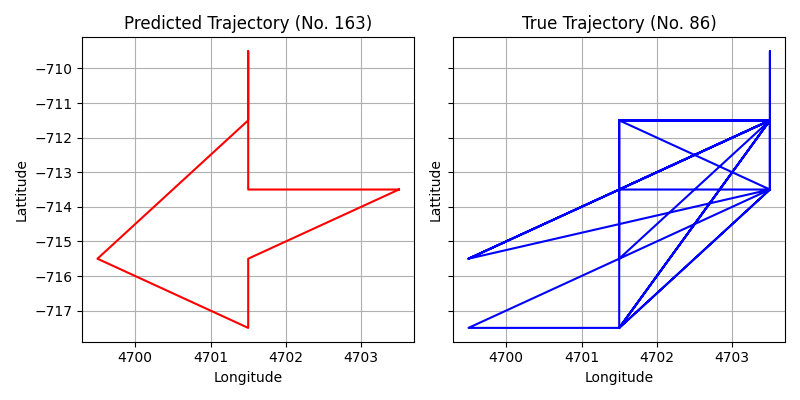 Predicted Trajectory (No. 163)
True Trajectory (No. 86)
Lattitude
−710
−711
−712
−713
−714
−715
−716
−717
4700
4701
4702
4703
Longitude
Lattitude
4700
4701
4702
4703
Longitude